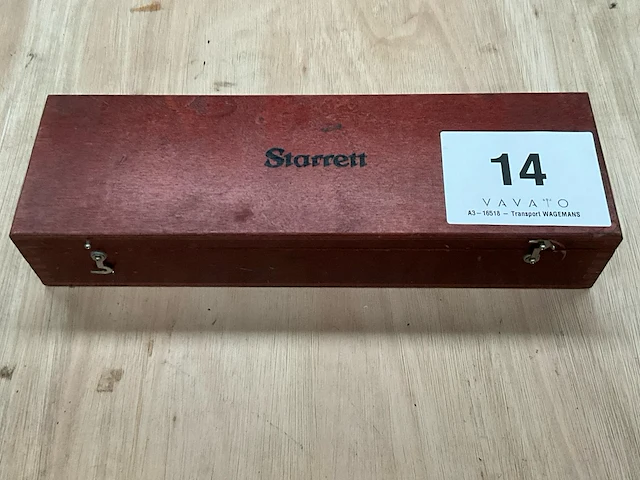 Starrett
14
VAVATO
A3-16518 - Transport WAGEMANS